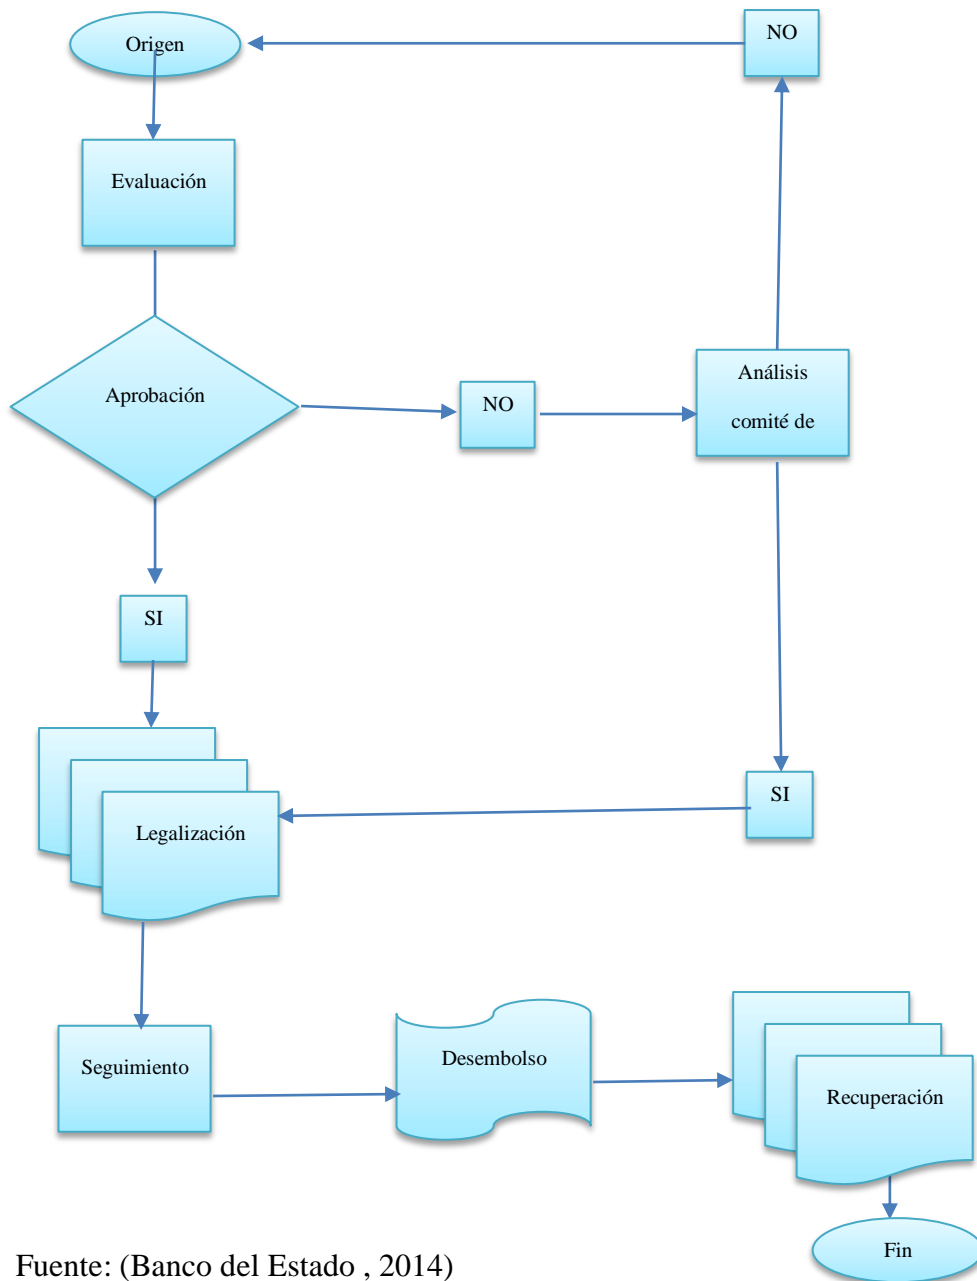 Origen
NO
Evaluación
Aprobación
NO
Análisis
comité de
SI
SI
Legalización
Seguimiento
Desembolso
Recuperación
Fin
Fuente: (Banco del Estado , 2014)